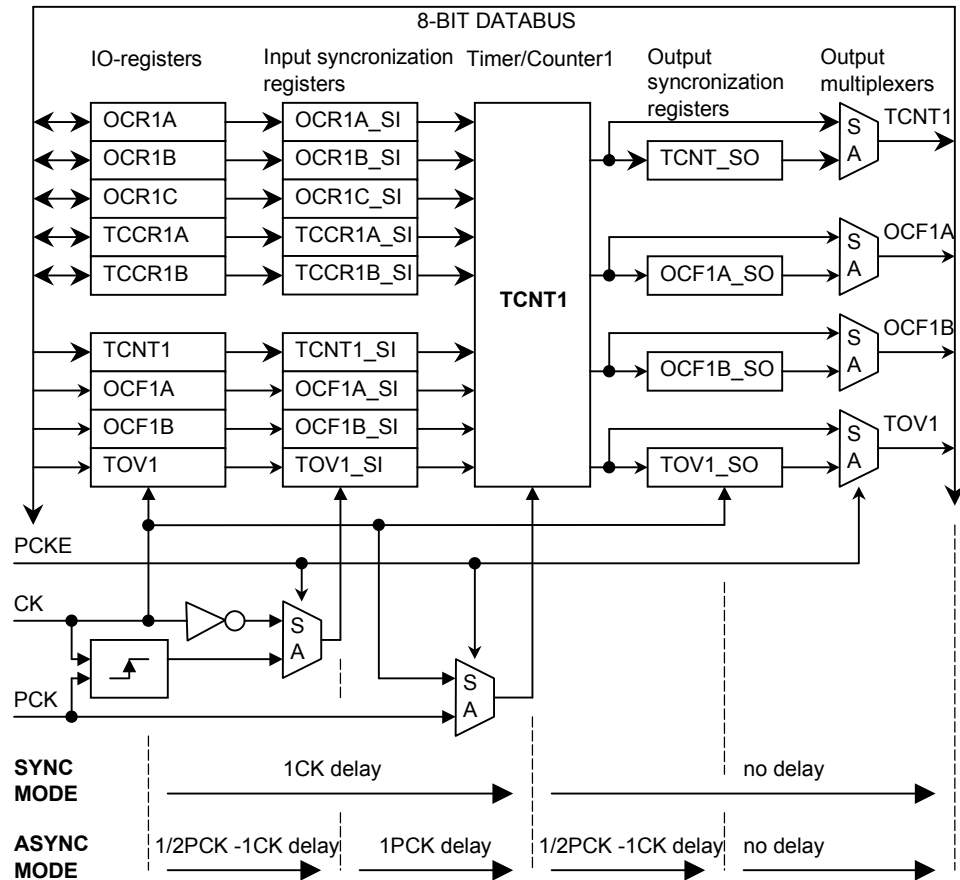 8-BIT DATABUS
IO-registers
Input syncronization
registers
Timer/Counter1
Output
syncronization
registers
Output
multiplexers
OCR1A
OCR1A_SI
OCR1B
OCR1B_SI
OCR1C
OCR1C_SI
TCCR1A
TCCR1A_SI
TCCR1B
TCCR1B_SI
TCNT1
TCNT1_SI
OCF1A
OCF1A_SI
OCF1B
OCF1B_SI
TOV1
TOV1_SI
TCNT1
TCNT_SO
S
A
TCNT1
OCF1A_SO
S
A
OCF1A
OCF1B_SO
S
A
OCF1B
TOV1_SO
S
A
TOV1
PCKE
CK
S
A
PCK
S
A
SYNC
MODE
1CK delay
no delay
ASYNC
MODE
1/2PCK -1CK delay
1PCK delay
1/2PCK -1CK delay
no delay